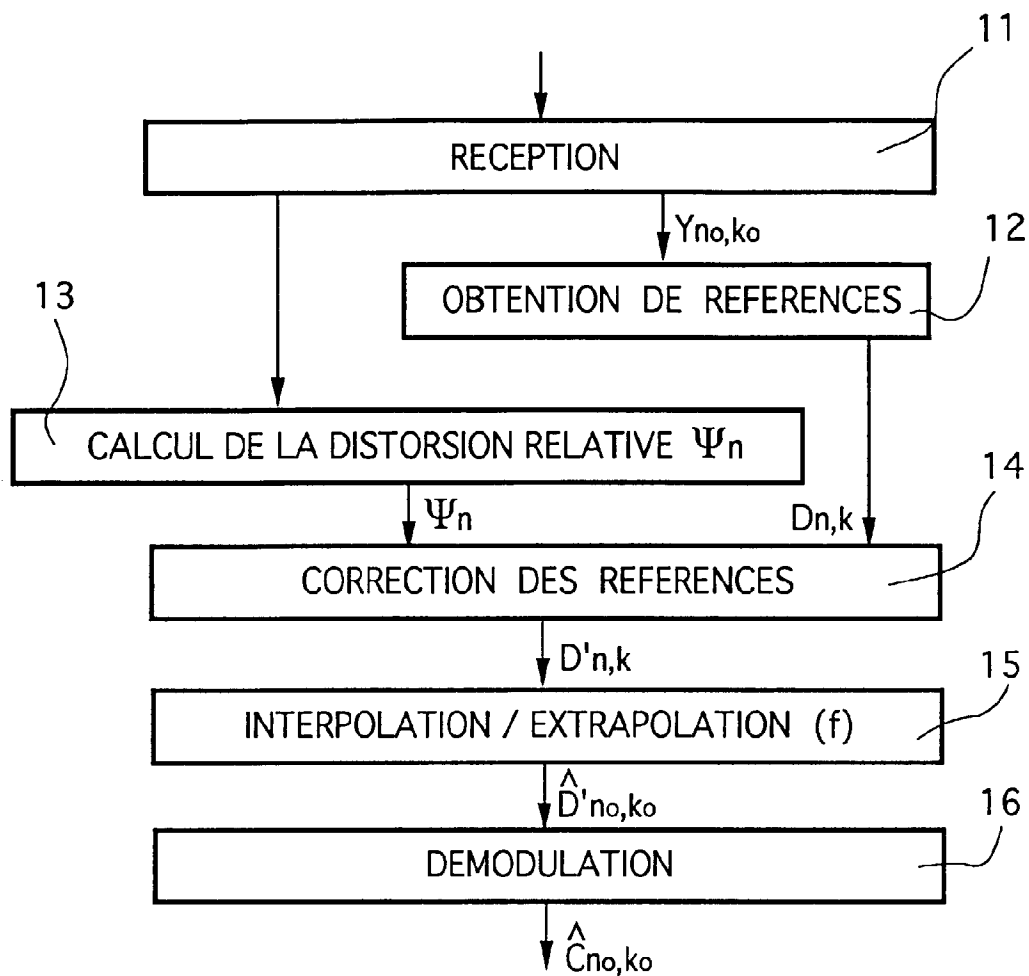 11
RECEPTION
Yno,ko
12
OBTENTION DE REFERENCES
13
CALCUL DE LA DISTORSION RELATIVE Ψn
14
Ψn
Dn,k
CORRECTION DES REFERENCES
D'n,k
15
INTERPOLATION / EXTRAPOLATION (f)
D̂'no,ko
16
DEMODULATION
Ĉno,ko